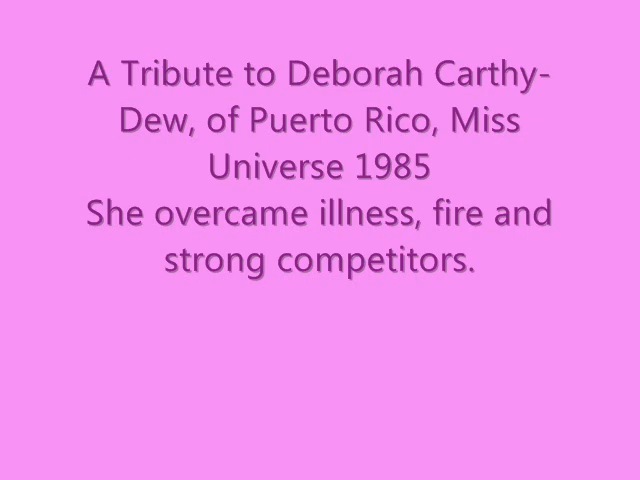 A Tribute to Deborah Carthy-
Dew, of Puerto Rico, Miss
Universe 1985
She overcame illness, fire and
strong competitors.